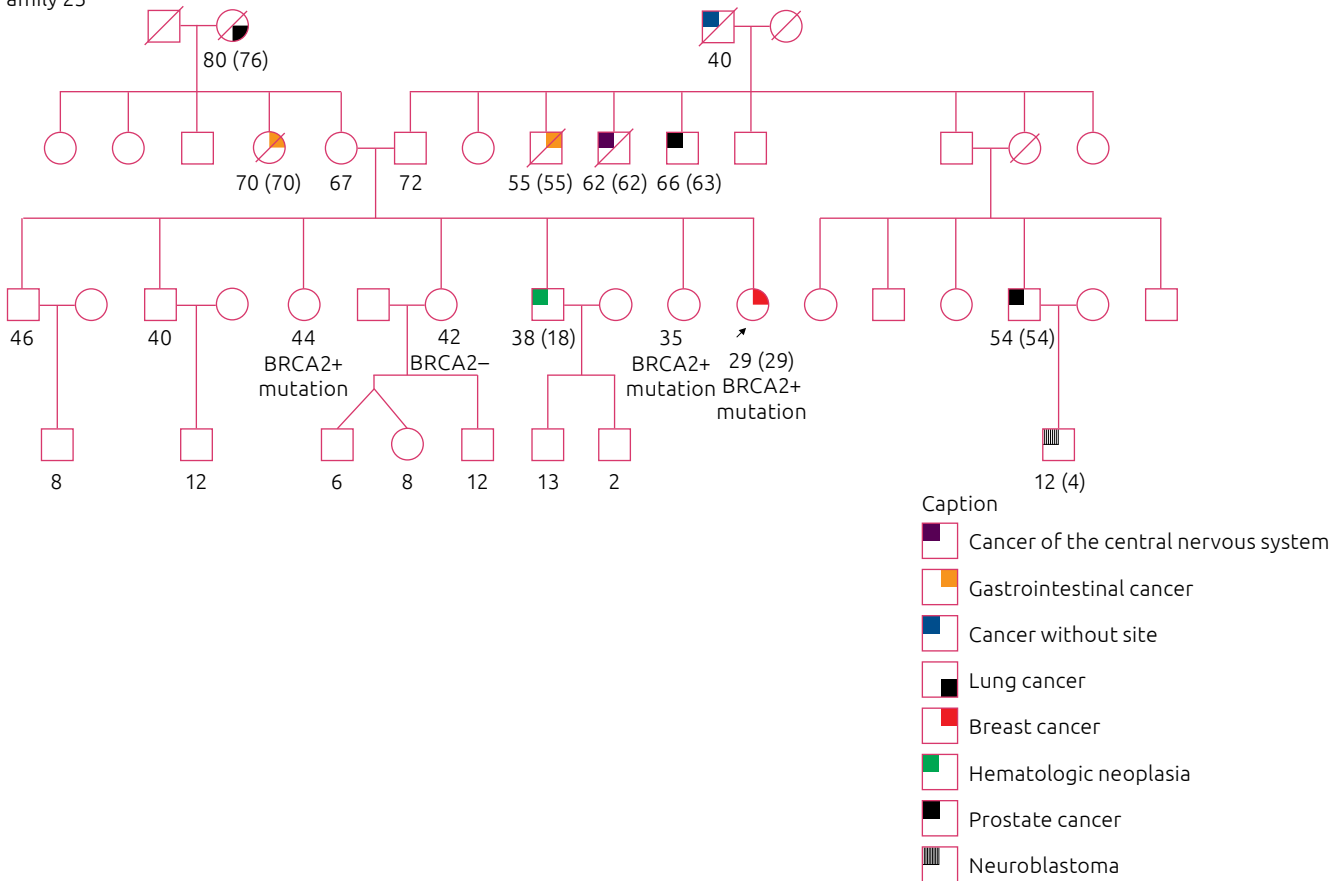 amily 25
80 (76)
40
70 (70)
67
72
55 (55)
62 (62)
66 (63)
46
40
44
BRCA2+
mutation
42
BRCA2–
38 (18)
35
BRCA2+
mutation
29 (29)
BRCA2+
mutation
54 (54)
8
12
6
8
12
13
2
12 (4)
Caption
Cancer of the central nervous system
Gastrointestinal cancer
Cancer without site
Lung cancer
Breast cancer
Hematologic neoplasia
Prostate cancer
Neuroblastoma